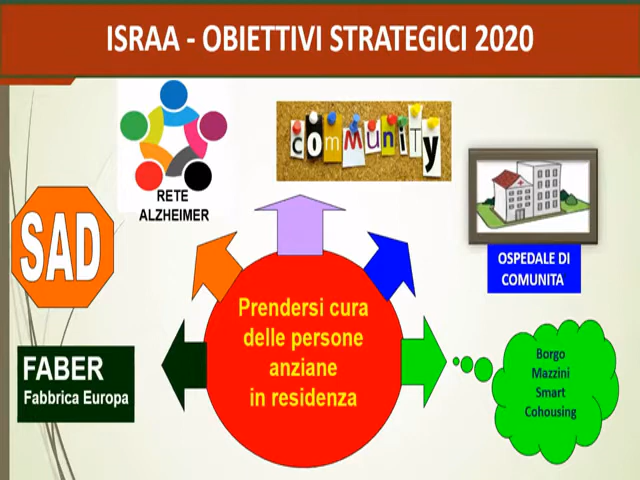 ISRAA - OBIETTIVI STRATEGICI 2020
RETE
ALZHEIMER
coMMUniTy
SAD
OSPEDALE DI
COMUNITA
Prendersi cura
delle persone
anziane
in residenza
FABER
Fabbrica Europa
Borgo
Mazzini
Smart
Cohousing